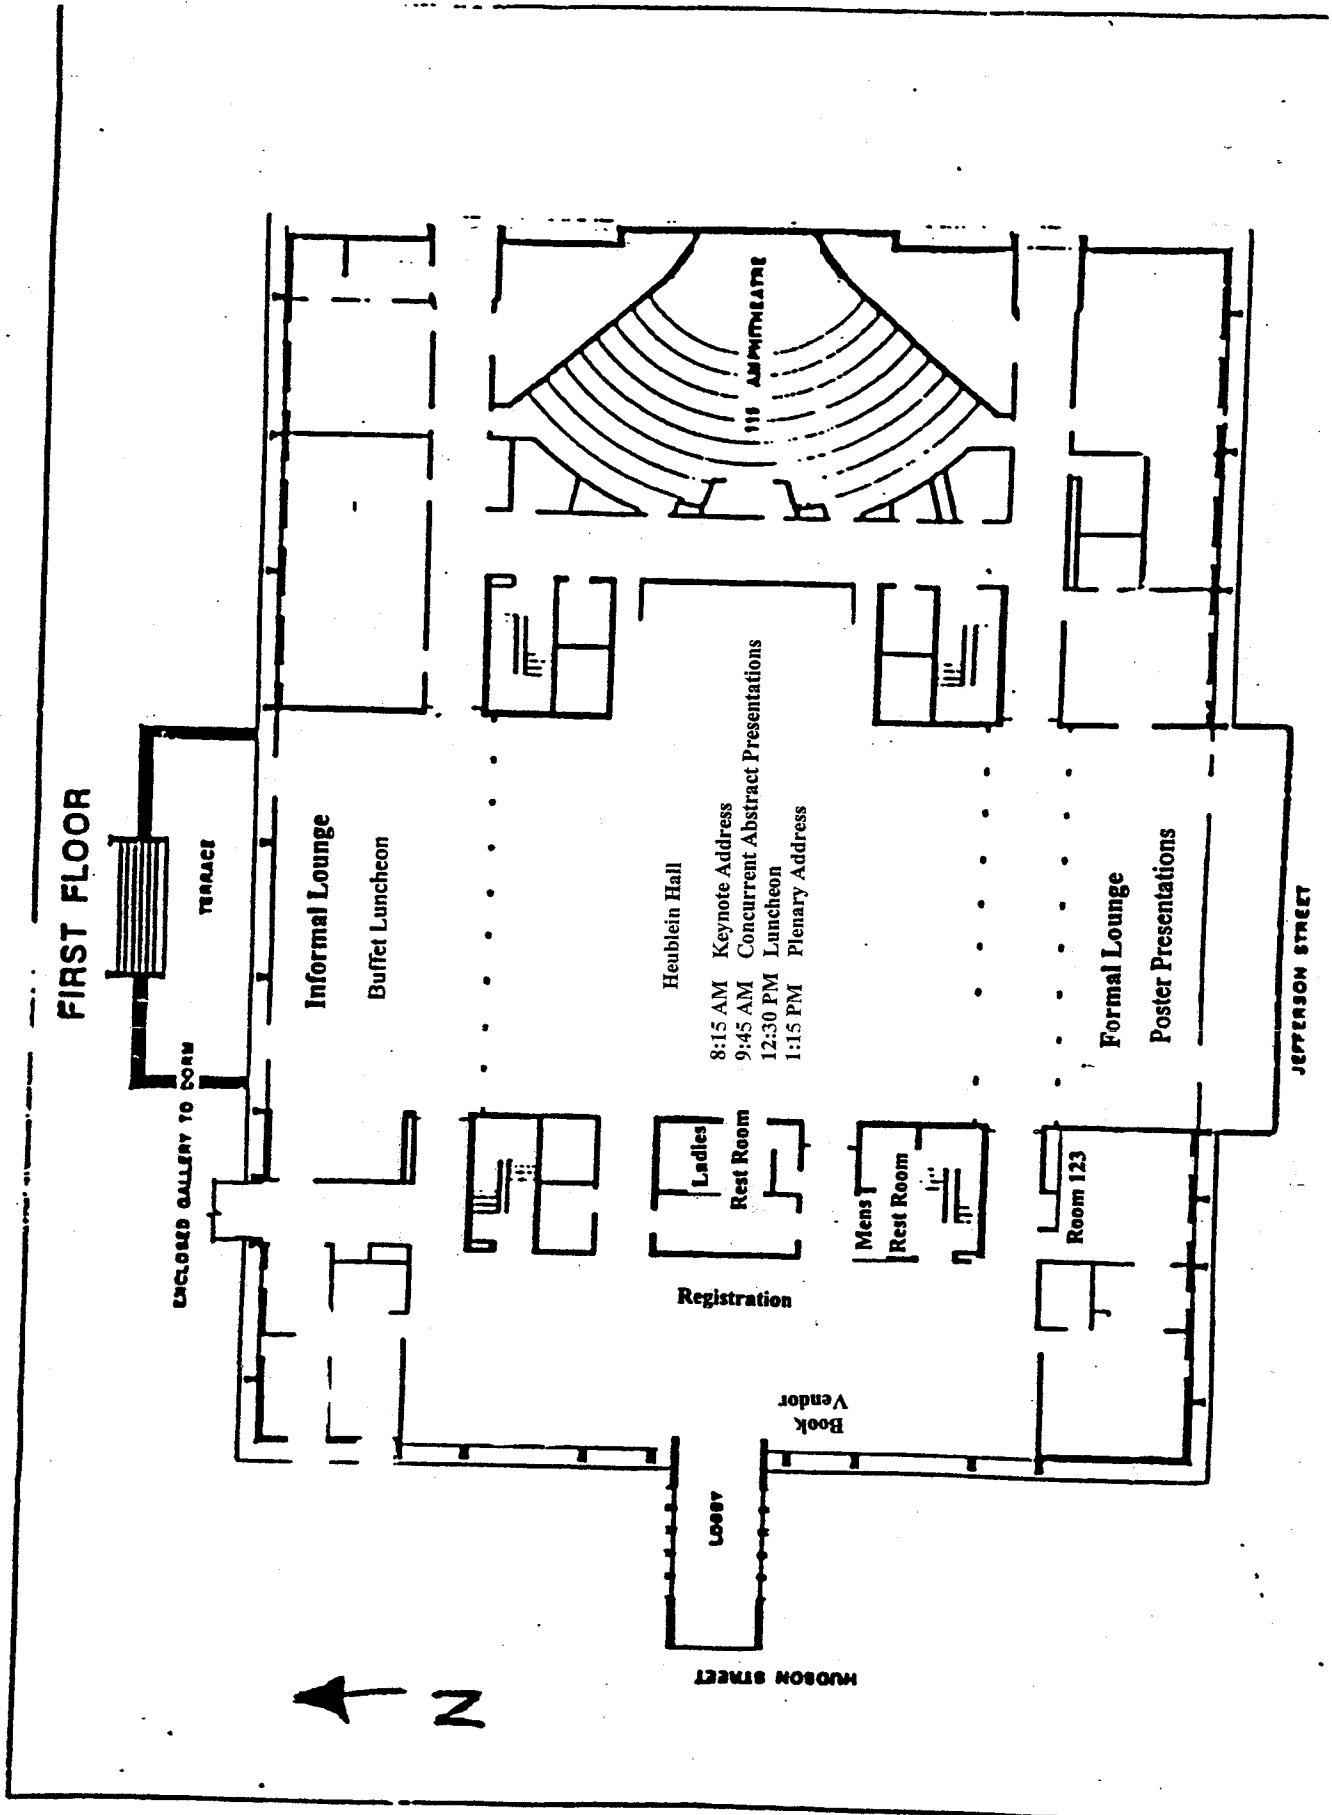 FIRST FLOOR
TERRACE
ENCLOSED GALLERY TO DORM
Informal Lounge
Buffet Luncheon
115 AMPHITHEATRE
Heublein Hall
8:15 AM Keynote Address
9:45 AM Concurrent Abstract Presentations
12:30 PM Luncheon
1:15 PM Plenary Address
Ladies
Rest Room
Mens
Rest Room
Room 123
Registration
Book
Vendor
LOBBY
Formal Lounge
Poster Presentations
JEFFERSON STREET
HUDSON STREET
N